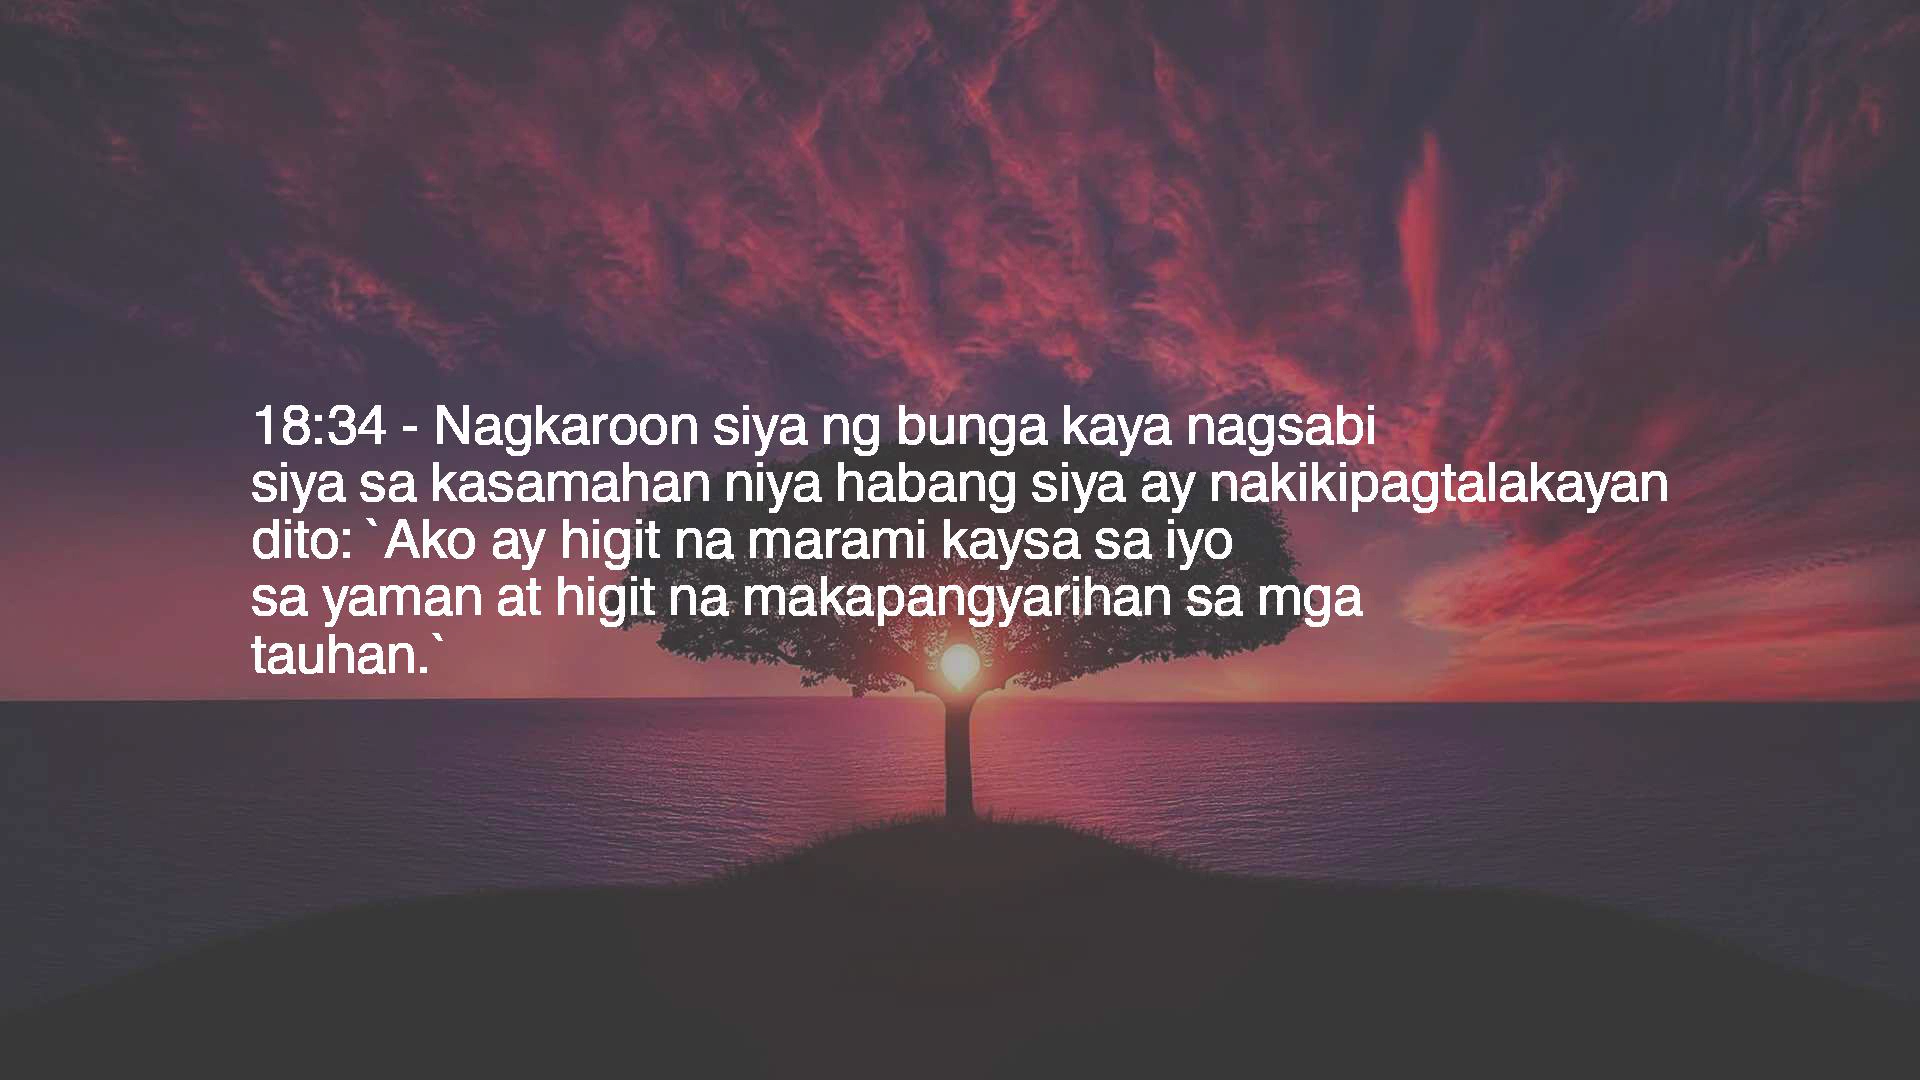 18:34 - Nagkaroon siya ng bunga kaya nagsabi
siya sa kasamahan niya habang siya ay nakikipagtalakayan
dito: `Ako ay higit na marami kaysa sa iyo
sa yaman at higit na makapangyarihan sa mga
tauhan.`